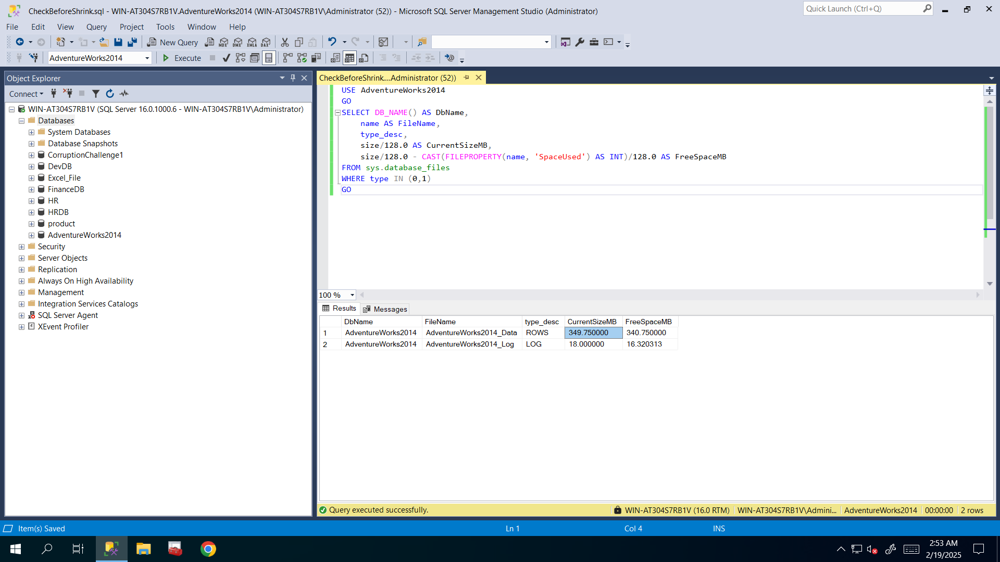 CheckBeforeShrink.sql - WIN-AT304S7RB1V.AdventureWorks2014 (WIN-AT304S7RB1V\Administrator (52)) - Microsoft SQL Server Management Studio (Administrator)
Quick Launch (Ctrl+Q)
File Edit View Query Project Tools Window Help
New Query MDX DMX XMLA DAX
AdventureWorks2014 Execute
Object Explorer
Connect
WIN-AT304S7RB1V (SQL Server 16.0.1000.6 - WIN-AT304S7RB1V\Administrator)
Databases
System Databases
Database Snapshots
CorruptionChallenge1
DevDB
Excel_File
FinanceDB
HR
HRDB
product
AdventureWorks2014
Security
Server Objects
Replication
Always On High Availability
Management
Integration Services Catalogs
SQL Server Agent
XEvent Profiler
CheckBeforeShrink....Administrator (52))
USE AdventureWorks2014
GO
SELECT DB_NAME() AS DbName,
name AS FileName,
type_desc,
size/128.0 AS CurrentSizeMB,
size/128.0 - CAST(FILEPROPERTY(name, 'SpaceUsed') AS INT)/128.0 AS FreeSpaceMB
FROM sys.database_files
WHERE type IN (0,1)
GO
100 %
Results Messages
DbName FileName type_desc CurrentSizeMB FreeSpaceMB
1 AdventureWorks2014 AdventureWorks2014_Data ROWS 349.750000 340.750000
2 AdventureWorks2014 AdventureWorks2014_Log LOG 18.000000 16.320313
Query executed successfully. WIN-AT304S7RB1V (16.0 RTM) WIN-AT304S7RB1V\Admini... AdventureWorks2014 00:00:00 2 rows
Item(s) Saved Ln 1 Col 4 INS
2:53 AM
2/19/2025